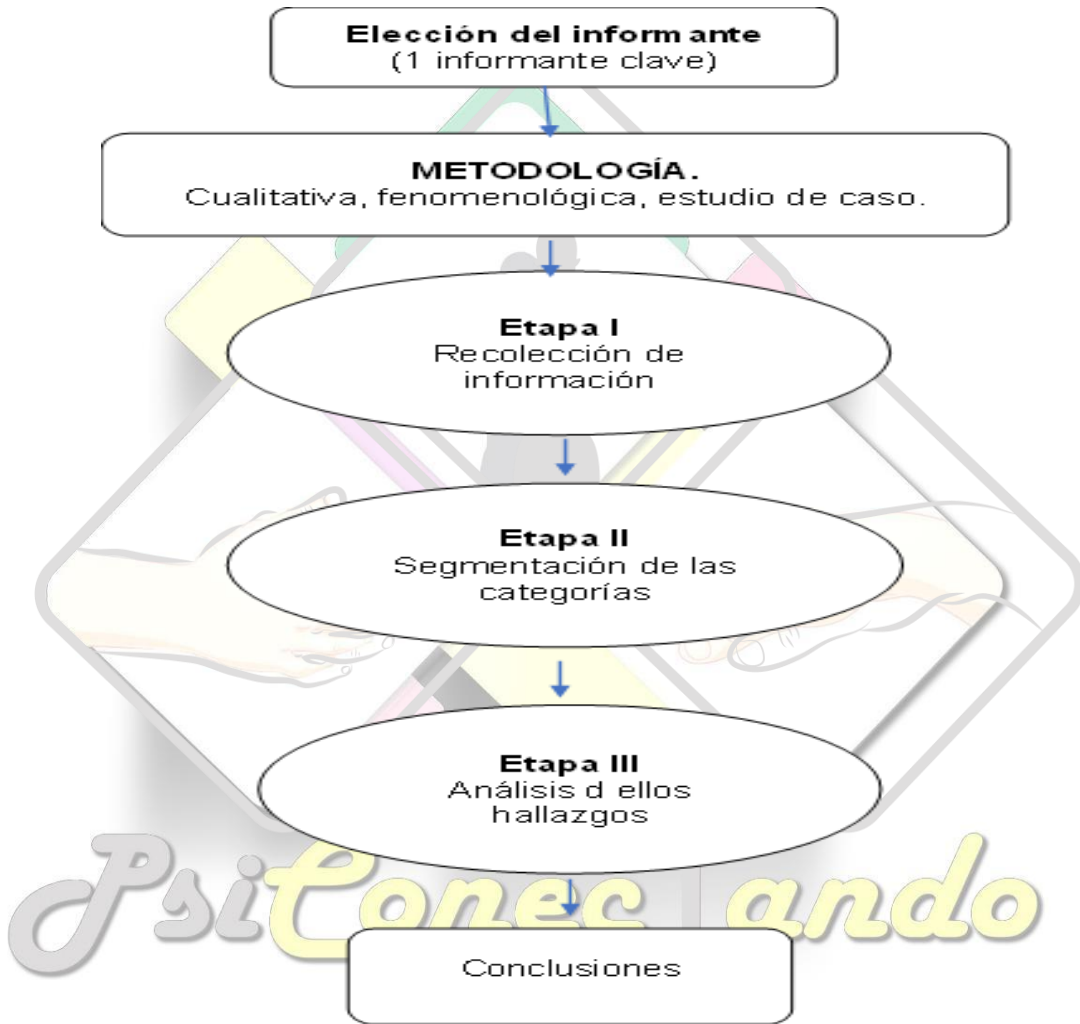 Elección del informante
(1 informante clave)
METODOLOGÍA.
Cualitativa, fenomenológica, estudio de caso.
Etapa I
Recolección de
información
Etapa II
Segmentación de las
categorías
Etapa III
Análisis d ellos
hallazgos
PsiConectando
Conclusiones